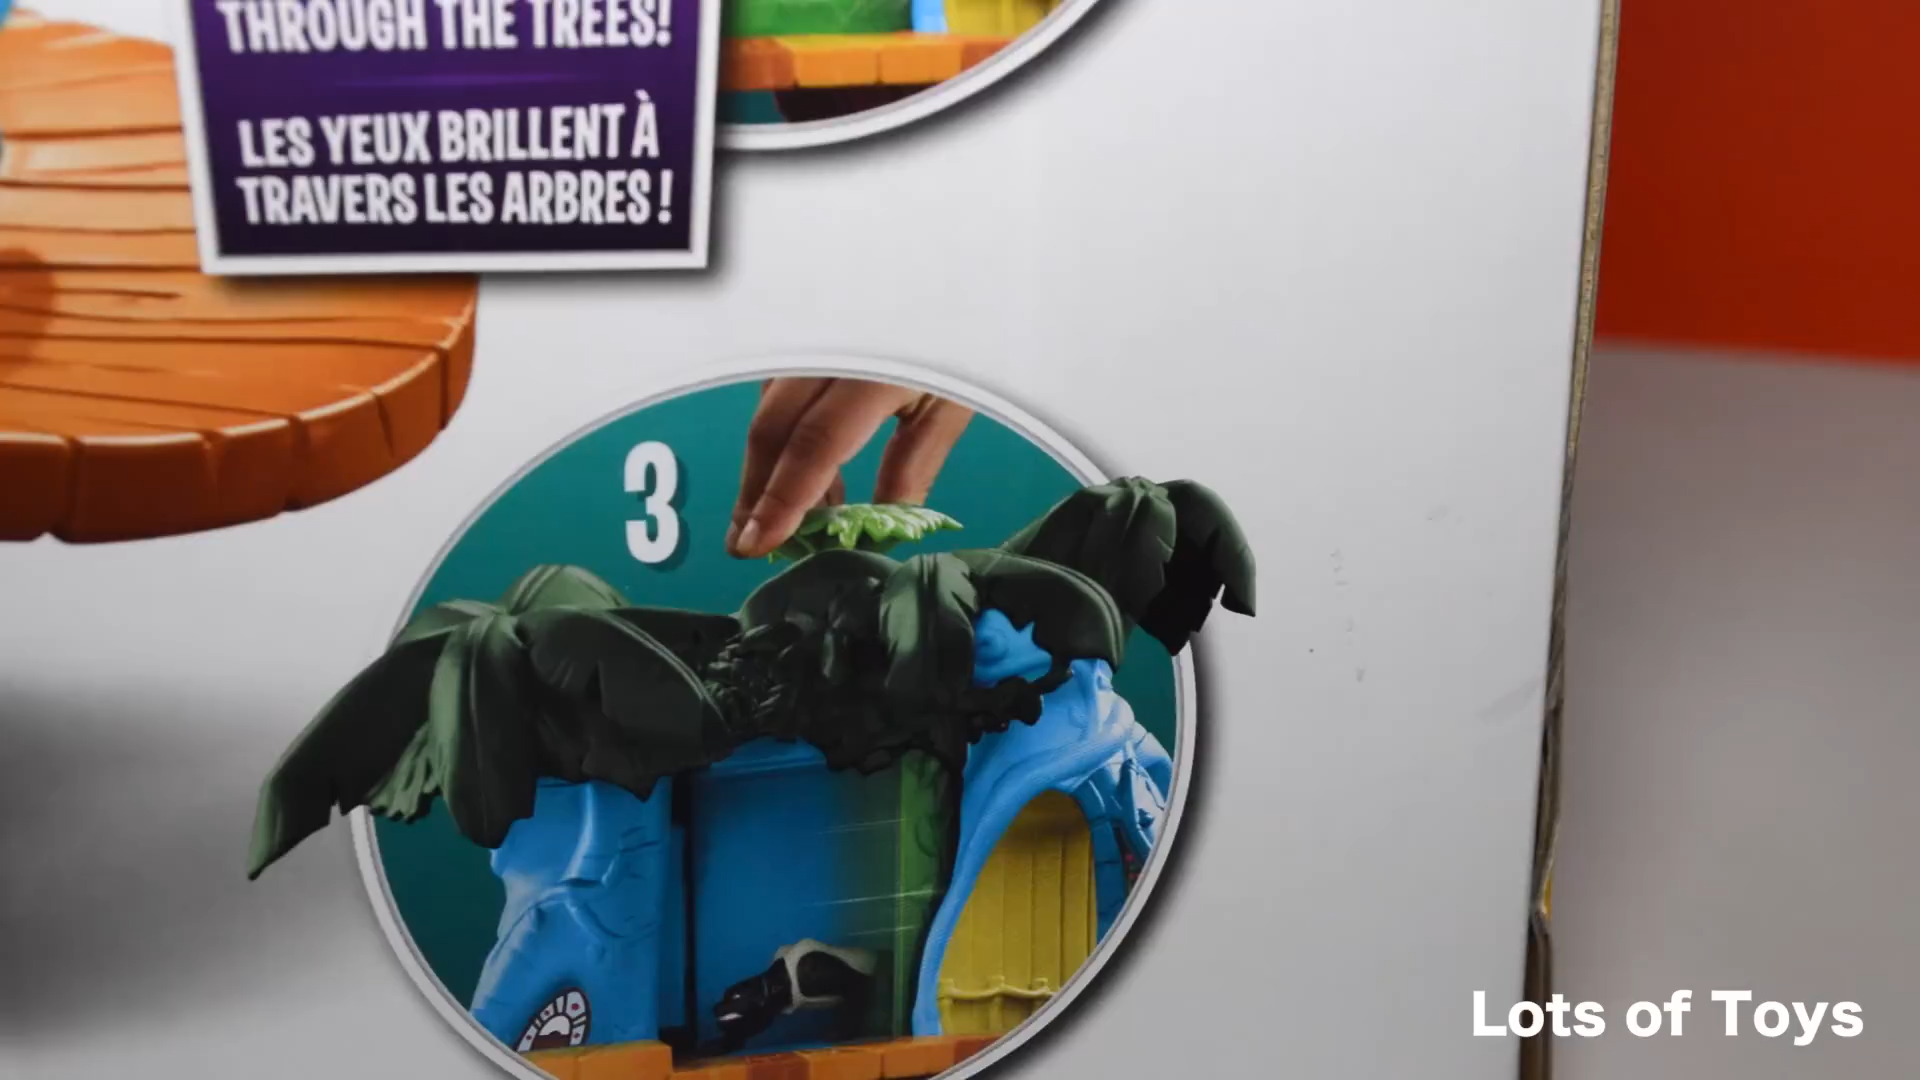 THROUGH THE TREES!
LES YEUX BRILLENT À
TRAVERS LES ARBRES !
3
Lots of Toys